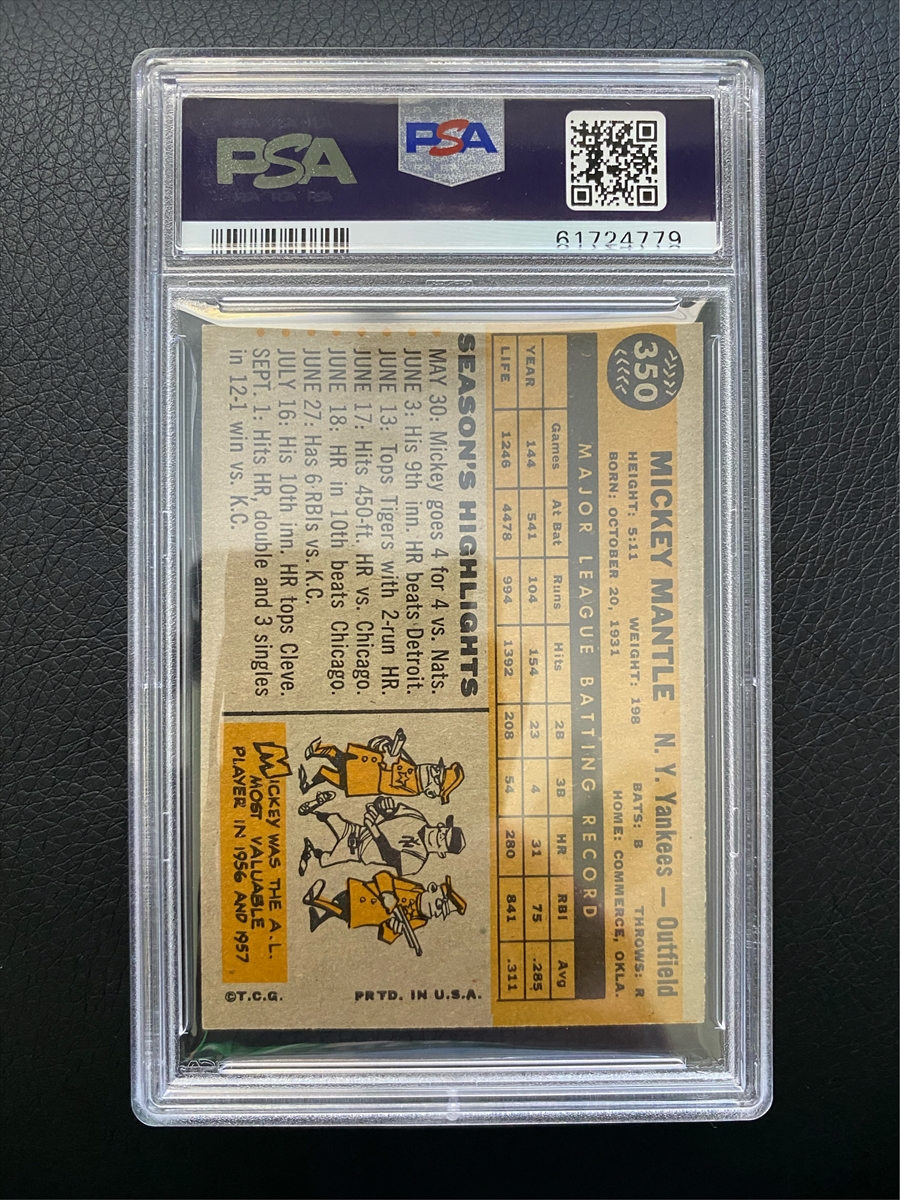 PSA
PSA
61724779
350
MICKEY MANTLE N. Y. Yankees — Outfield
HEIGHT: 5:11 WEIGHT: 198 BATS: B THROWS: R
BORN: OCTOBER 20, 1931 HOME: COMMERCE, OKLA.
MAJOR LEAGUE BATTING RECORD
Games At Bat Runs Hits 2B 3B HR RBI Avg
YEAR 144 541 104 154 23 4 31 75 .285
LIFE 1246 4478 994 1392 208 54 280 841 .311
SEASON'S HIGHLIGHTS
MAY 30: Mickey goes 4 for 4 vs. Nats.
JUNE 3: His 9th inn. HR beats Detroit.
JUNE 13: Tops Tigers with 2-run HR.
JUNE 17: Hits 450-ft. HR vs. Chicago.
JUNE 18: HR in 10th beats Chicago.
JUNE 27: Has 6 RBIs vs. K.C.
JULY 16: His 10th inn. HR tops Cleve.
SEPT. 1: Hits HR, double and 3 singles
in 12-1 win vs. K.C.
MICKEY WAS THE A.L.
MOST VALUABLE
PLAYER IN 1956 AND 1957
©T.C.G. PRTD. IN U.S.A.